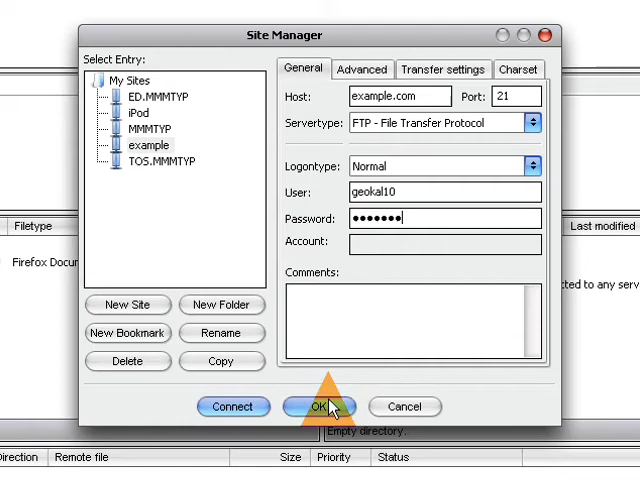 Site Manager
Select Entry:
My Sites
ED.MMMTYP
iPod
MMMTYP
example
TOS.MMMTYP
New Site
New Folder
New Bookmark
Rename
Delete
Copy
General
Advanced
Transfer settings
Charset
Host:
example.com
Port:
21
Servertype:
FTP - File Transfer Protocol
Logontype:
Normal
User:
geokal10
Password:
●●●●●●●
Account:
Comments:
Connect
OK
Cancel
Filetype
Last modified
Firefox Docum
cted to any serv
Empty directory.
Direction
Remote file
Size
Priority
Status